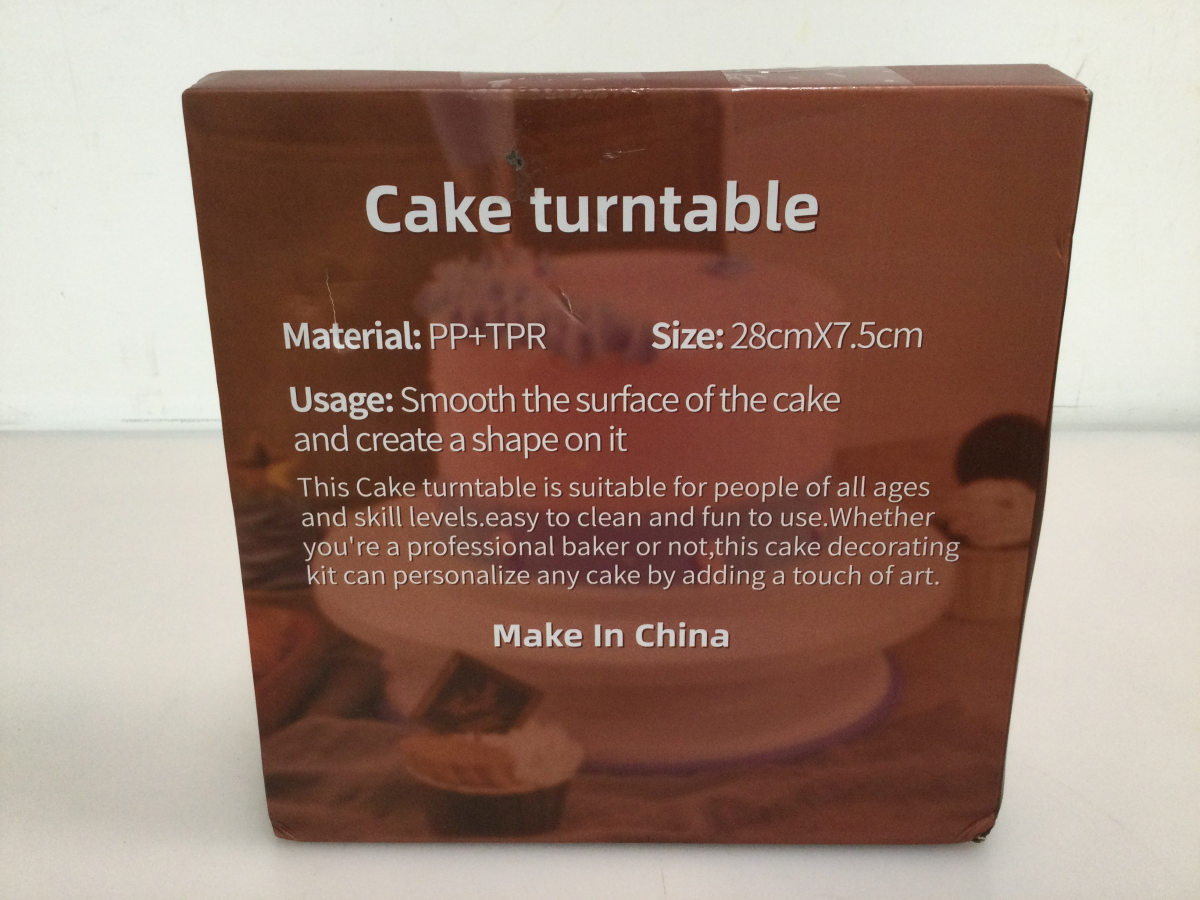 Cake turntable
Material: PP+TPR Size: 28cmX7.5cm
Usage: Smooth the surface of the cake
and create a shape on it
This Cake turntable is suitable for people of all ages
and skill levels.easy to clean and fun to use.Whether
you're a professional baker or not,this cake decorating
kit can personalize any cake by adding a touch of art.
Make In China